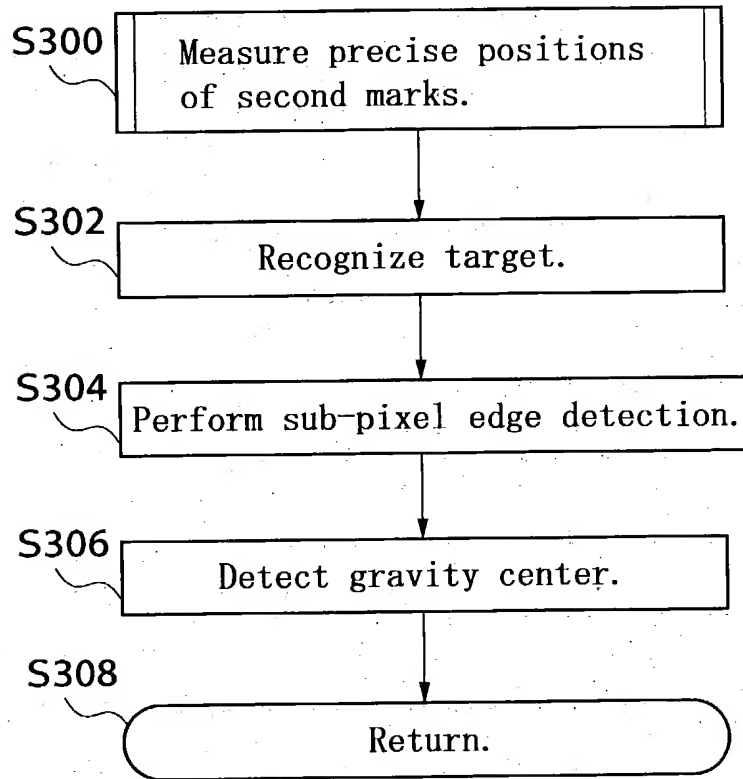 S300
Measure precise positions
of second marks.
S302
Recognize target.
S304
Perform sub-pixel edge detection.
S306
Detect gravity center.
S308
Return.